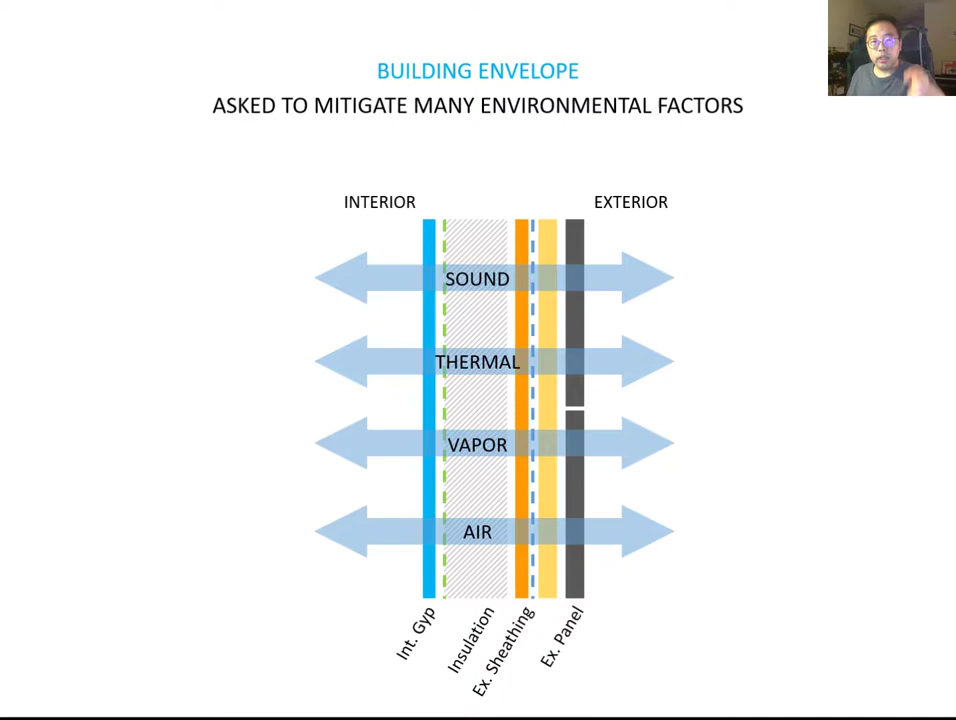 BUILDING ENVELOPE
ASKED TO MITIGATE MANY ENVIRONMENTAL FACTORS
INTERIOR
EXTERIOR
SOUND
THERMAL
VAPOR
AIR
Int. Gyp
Insulation
Ex. Sheathing
Ex. Panel